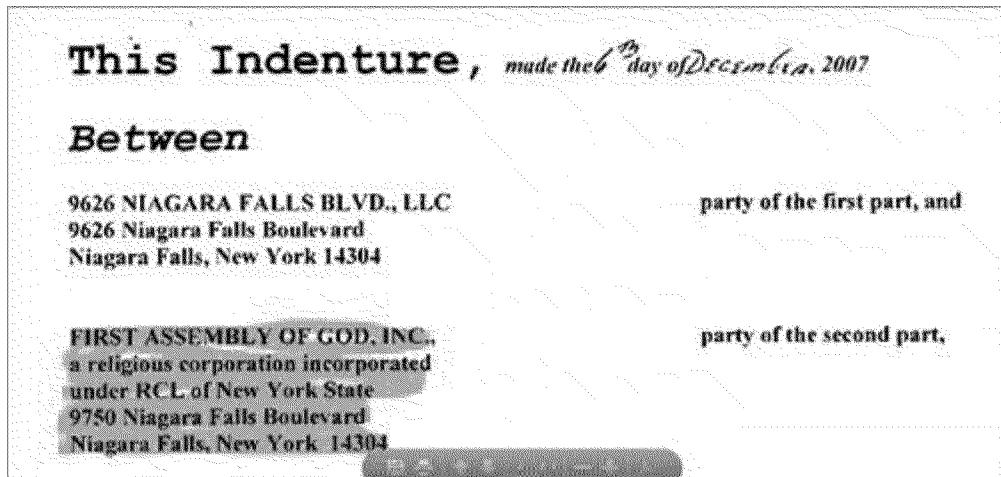 This Indenture, made the 6th day of December, 2007
Between
9626 NIAGARA FALLS BLVD., LLC party of the first part, and
9626 Niagara Falls Boulevard
Niagara Falls, New York 14304
FIRST ASSEMBLY OF GOD, INC., party of the second part,
a religious corporation incorporated
under RCL of New York State
9750 Niagara Falls Boulevard
Niagara Falls, New York 14304